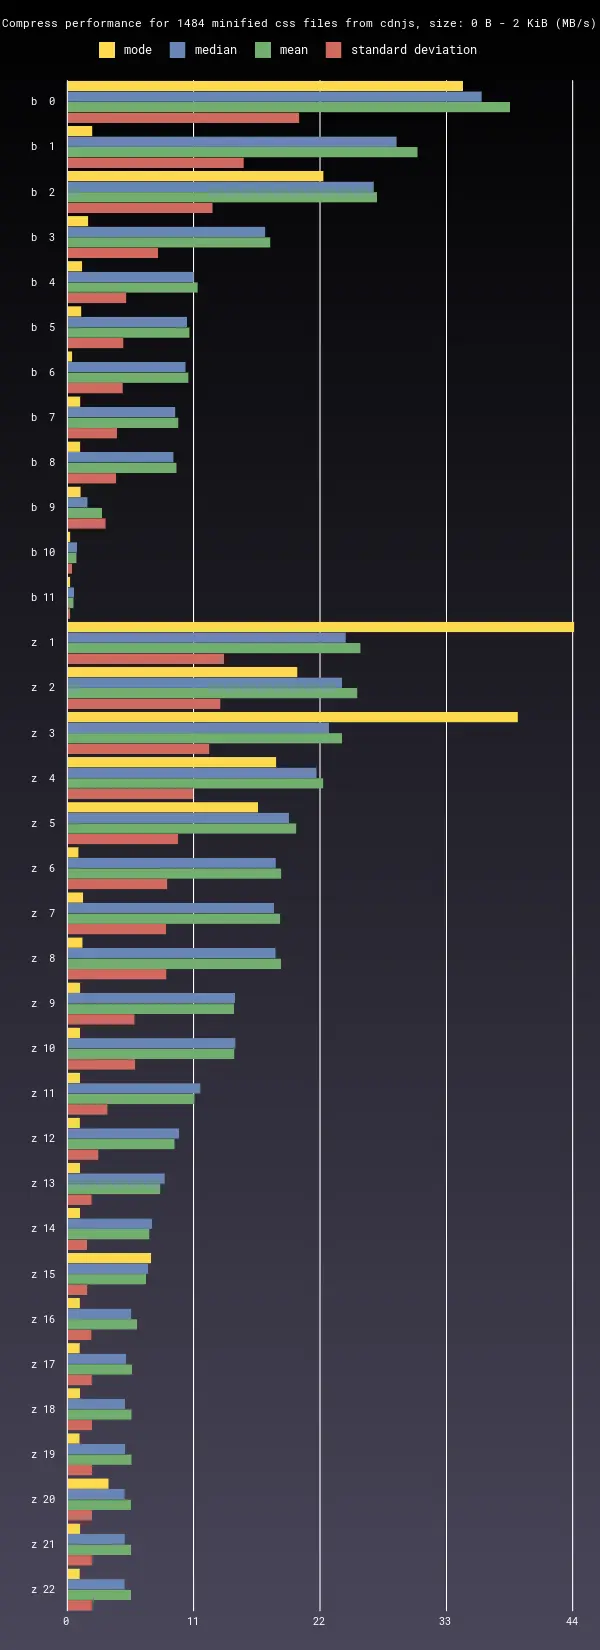 Compress performance for 1484 minified css files from cdnjs, size: 0 B - 2 KiB (MB/s)
mode median mean standard deviation
b 0
b 1
b 2
b 3
b 4
b 5
b 6
b 7
b 8
b 9
b 10
b 11
z 1
z 2
z 3
z 4
z 5
z 6
z 7
z 8
z 9
z 10
z 11
z 12
z 13
z 14
z 15
z 16
z 17
z 18
z 19
z 20
z 21
z 22
0 11 22 33 44